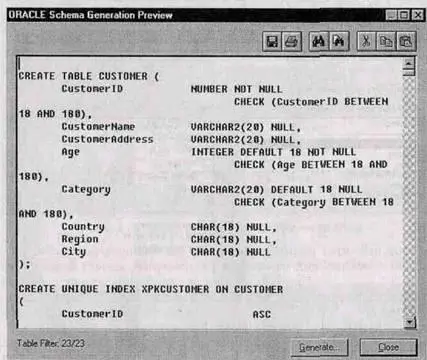 ORACLE Schema Generation Preview
CREATE TABLE CUSTOMER (
CustomerID NUMBER NOT NULL
CHECK (CustomerID BETWEEN
18 AND 180),
CustomerName VARCHAR2(20) NULL,
CustomerAddress VARCHAR2(20) NULL,
Age INTEGER DEFAULT 18 NOT NULL
CHECK (Age BETWEEN 18 AND
180),
Category VARCHAR2(20) DEFAULT 18 NULL
CHECK (Category BETWEEN 18
AND 180),
Country CHAR(18) NULL,
Region CHAR(18) NULL,
City CHAR(18) NULL
);
CREATE UNIQUE INDEX XPKCUSTOMER ON CUSTOMER
(
CustomerID ASC
Table Filter: 23/23
Generate...
Close